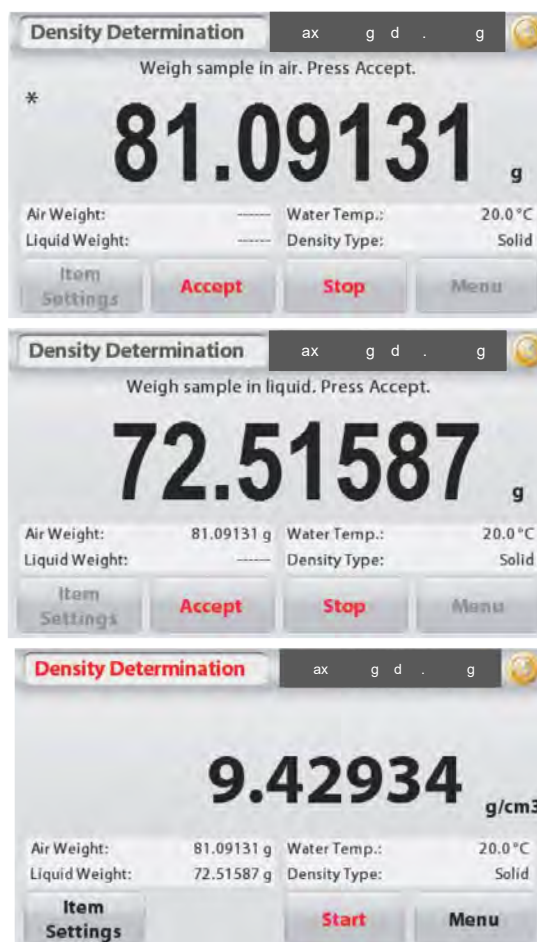 Density Determination ax g d . g
Weigh sample in air. Press Accept.
* 81.09131 g
Air Weight: ------ Water Temp.: 20.0°C
Liquid Weight: ------ Density Type: Solid
Item Settings Accept Stop Menu
Density Determination ax g d . g
Weigh sample in liquid. Press Accept.
72.51587 g
Air Weight: 81.09131 g Water Temp.: 20.0°C
Liquid Weight: ------ Density Type: Solid
Item Settings Accept Stop Menu
Density Determination ax g d . g
9.42934 g/cm3
Air Weight: 81.09131 g Water Temp.: 20.0°C
Liquid Weight: 72.51587 g Density Type: Solid
Item Settings Start Menu